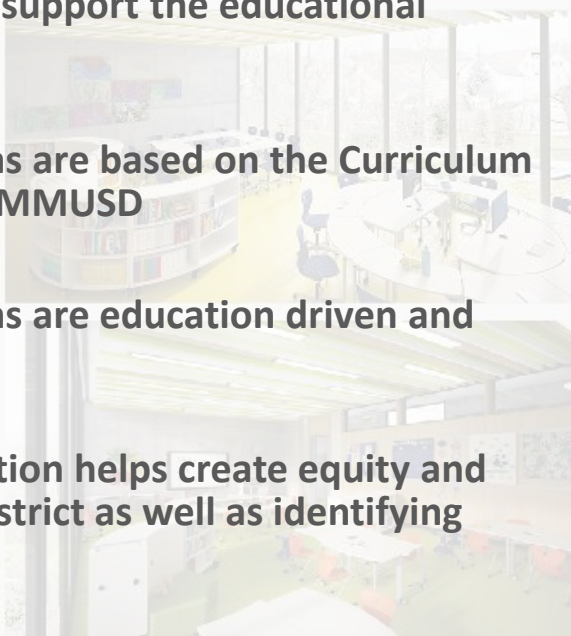 support the educational
ns are based on the Curriculum
MMUSD
ns are education driven and
tion helps create equity and
strict as well as identifying